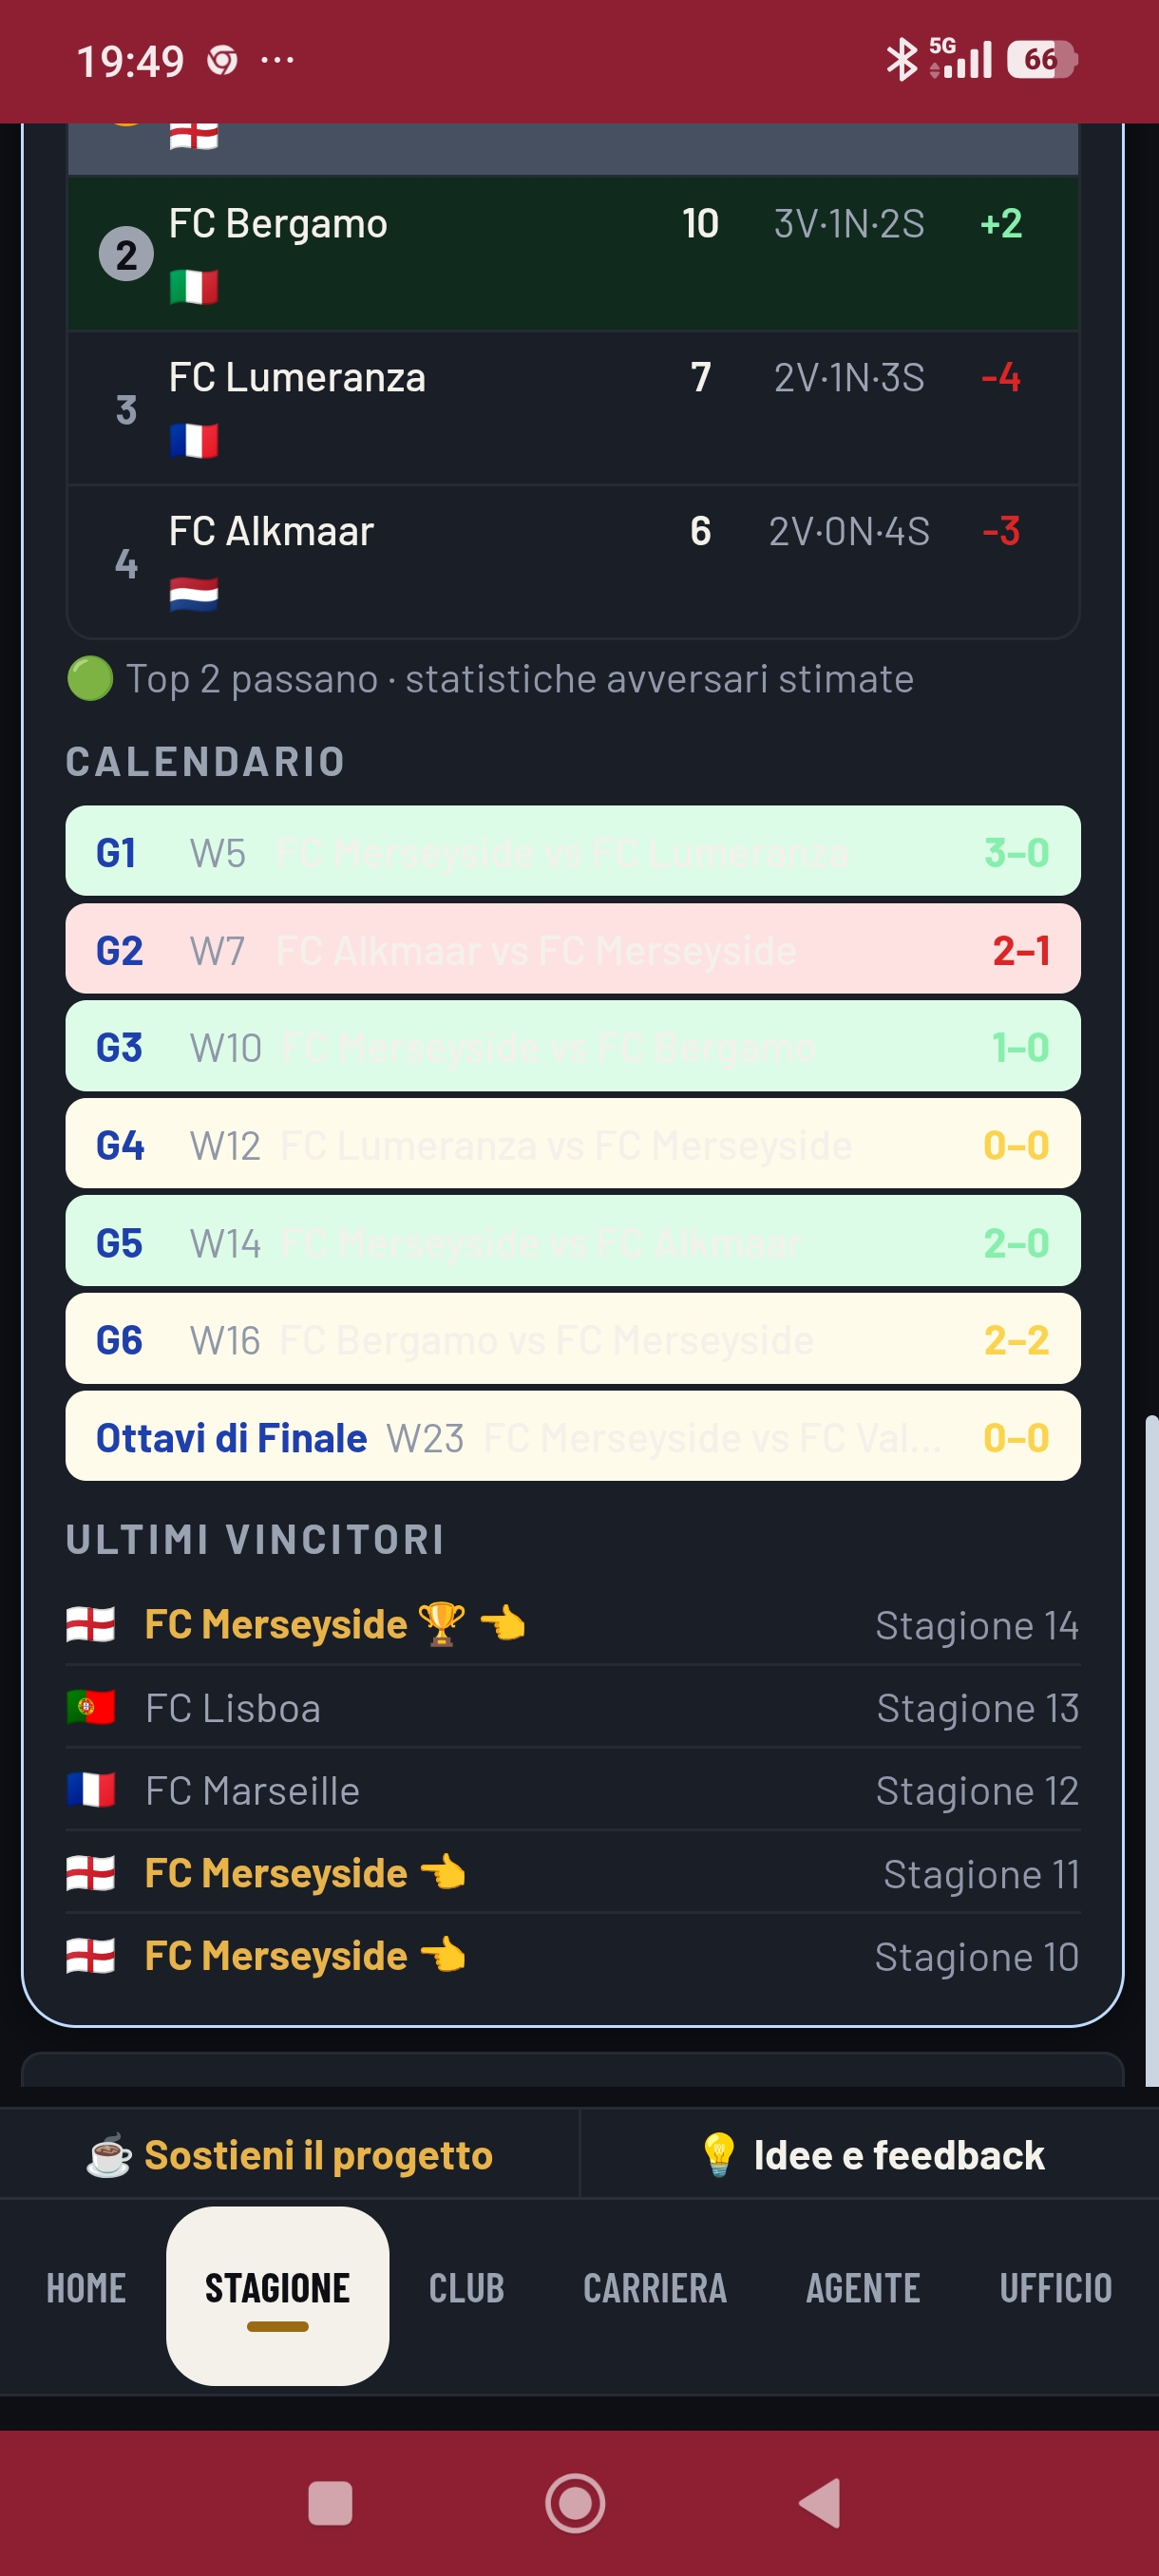 19:49 ...
5G 66
2 FC Bergamo 10 3V·1N·2S +2
3 FC Lumeranza 7 2V·1N·3S -4
4 FC Alkmaar 6 2V·0N·4S -3
Top 2 passano · statistiche avversari stimate
CALENDARIO
G1 W5 FC Merseyside vs FC Lumeranza 3–0
G2 W7 FC Alkmaar vs FC Merseyside 2–1
G3 W10 FC Merseyside vs FC Bergamo 1–0
G4 W12 FC Lumeranza vs FC Merseyside 0–0
G5 W14 FC Merseyside vs FC Alkmaar 2–0
G6 W16 FC Bergamo vs FC Merseyside 2–2
Ottavi di Finale W23 FC Merseyside vs FC Val... 0–0
ULTIMI VINCITORI
FC Merseyside 🏆 👈 Stagione 14
FC Lisboa Stagione 13
FC Marseille Stagione 12
FC Merseyside 👈 Stagione 11
FC Merseyside 👈 Stagione 10
☕ Sostieni il progetto 💡 Idee e feedback
HOME STAGIONE CLUB CARRIERA AGENTE UFFICIO